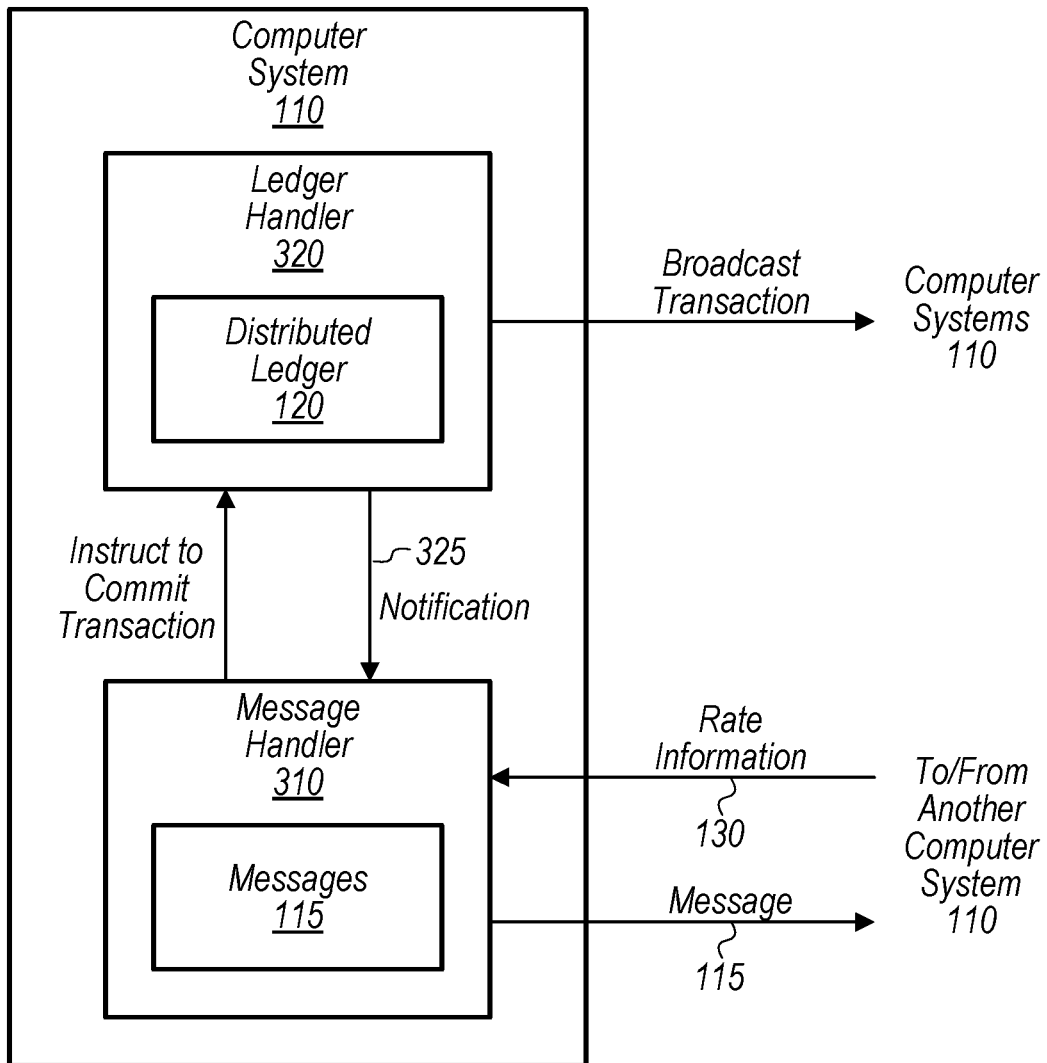 Computer
System
110
Ledger
Handler
320
Distributed
Ledger
120
Broadcast
Transaction
Computer
Systems
110
Instruct to
Commit
Transaction
325
Notification
Message
Handler
310
Messages
115
Rate
Information
130
Message
115
To/From
Another
Computer
System
110